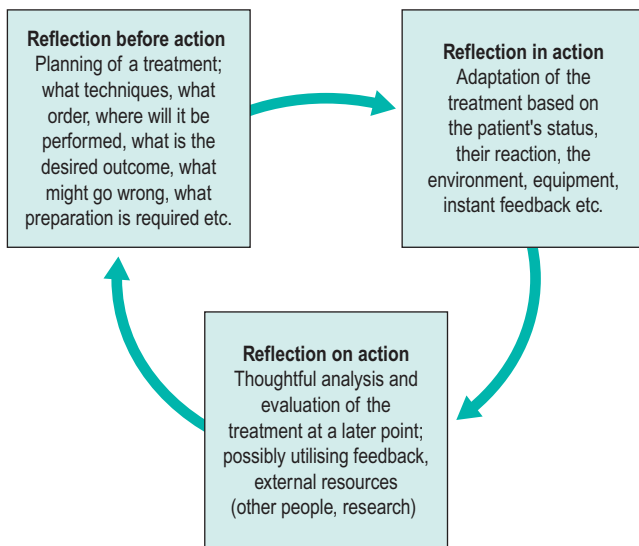 Reflection before action
Planning of a treatment;
what techniques, what
order, where will it be
performed, what is the
desired outcome, what
might go wrong, what
preparation is required etc.
Reflection in action
Adaptation of the
treatment based on
the patient's status,
their reaction, the
environment, equipment,
instant feedback etc.
Reflection on action
Thoughtful analysis and
evaluation of the
treatment at a later point;
possibly utilising feedback,
external resources
(other people, research)